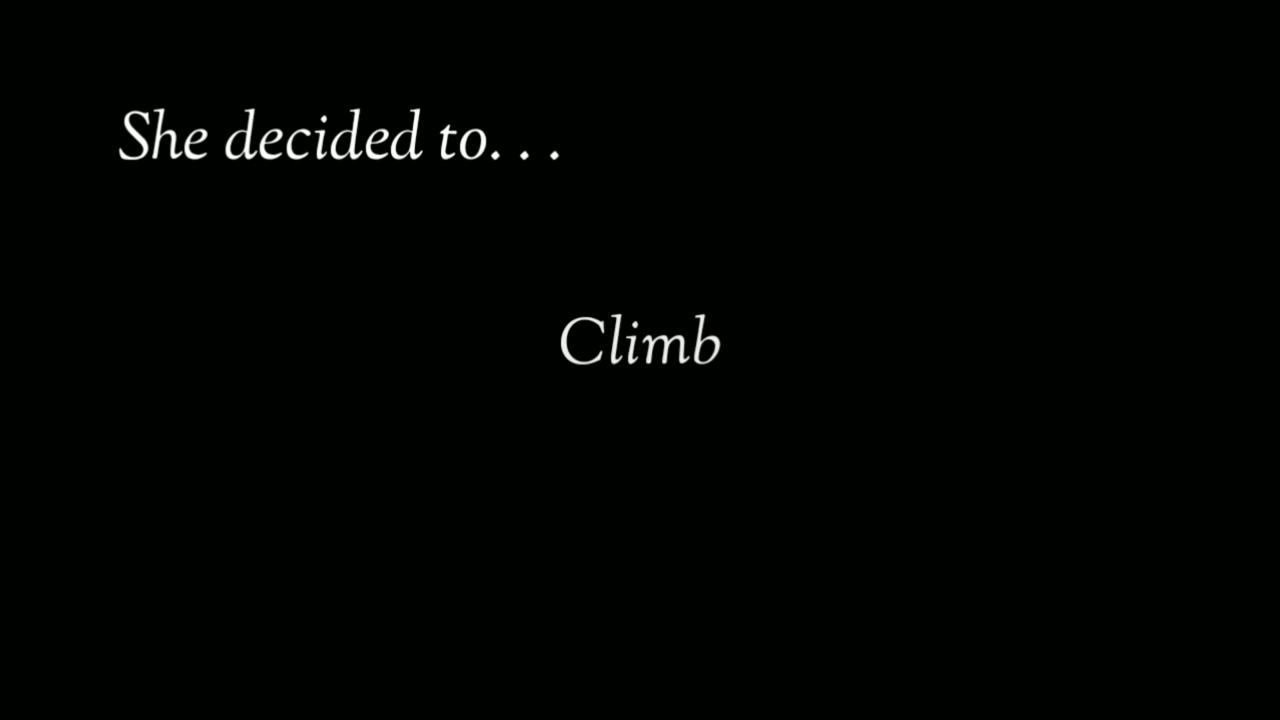 She decided to. . .
Climb